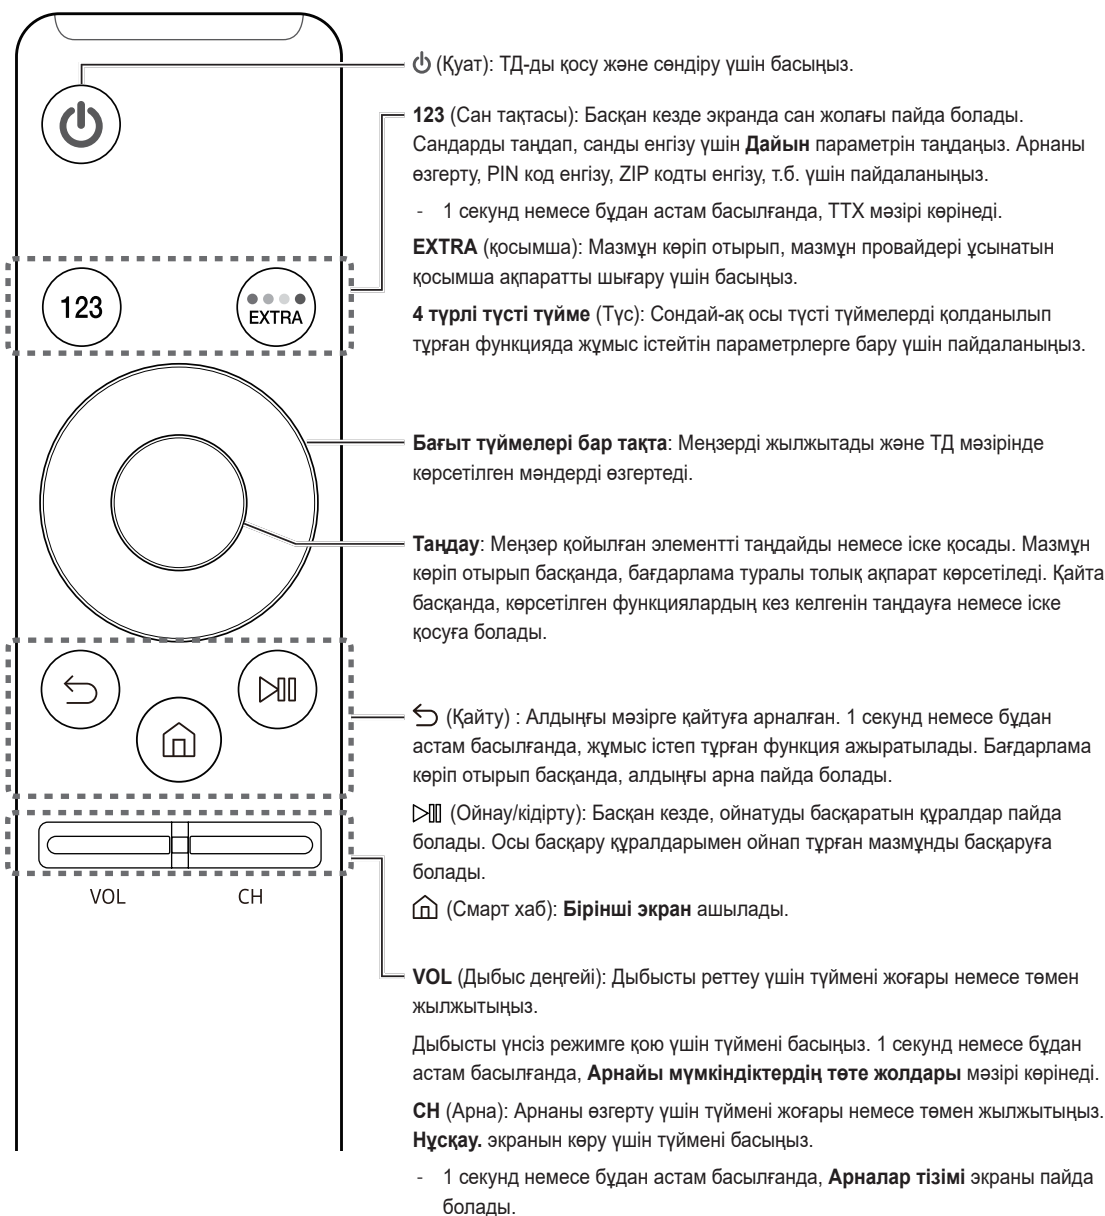 (Қуат): ТД-ды қосу және сөндіру үшін басыңыз.
123 (Сан тақтасы): Басқан кезде экранда сан жолағы пайда болады.
Сандарды таңдап, санды енгізу үшін Дайын параметрін таңдаңыз. Арнаны
өзгерту, PIN код енгізу, ZIP кодты енгізу, т.б. үшін пайдаланыңыз.
- 1 секунд немесе бұдан астам басылғанда, TTX мәзірі көрінеді.
EXTRA (қосымша): Мазмұн көріп отырып, мазмұн провайдері ұсынатын
қосымша ақпаратты шығару үшін басыңыз.
4 түрлі түсті түйме (Түс): Сондай-ақ осы түсті түймелерді қолданылып
тұрған функцияда жұмыс істейтін параметрлерге бару үшін пайдаланыңыз.
123
EXTRA
Бағыт түймелері бар тақта: Меңзерді жылжытады және ТД мәзірінде
көрсетілген мәндерді өзгертеді.
Таңдау: Меңзер қойылған элементті таңдайды немесе іске қосады. Мазмұн
көріп отырып басқанда, бағдарлама туралы толық ақпарат көрсетіледі. Қайта
басқанда, көрсетілген функциялардың кез келгенін таңдауға немесе іске
қосуға болады.
(Қайту) : Алдыңғы мәзірге қайтуға арналған. 1 секунд немесе бұдан
астам басылғанда, жұмыс істеп тұрған функция ажыратылады. Бағдарлама
көріп отырып басқанда, алдыңғы арна пайда болады.
(Ойнау/кідірту): Басқан кезде, ойнатуды басқаратын құралдар пайда
болады. Осы басқару құралдарымен ойнап тұрған мазмұнды басқаруға
болады.
(Смарт хаб): Бірінші экран ашылады.
VOL
CH
VOL (Дыбыс деңгейі): Дыбысты реттеу үшін түймені жоғары немесе төмен
жылжытыңыз.
Дыбысты үнсіз режимге қою үшін түймені басыңыз. 1 секунд немесе бұдан
астам басылғанда, Арнайы мүмкіндіктердің төте жолдары мәзірі көрінеді.
CH (Арна): Арнаны өзгерту үшін түймені жоғары немесе төмен жылжытыңыз.
Нұсқау. экранын көру үшін түймені басыңыз.
- 1 секунд немесе бұдан астам басылғанда, Арналар тізімі экраны пайда
болады.